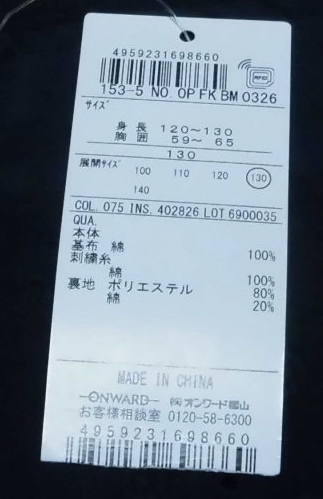 4959231698660
RFID
153-5 NO. OPFKBM0326
サイズ
身長 120～130
胸囲 59～ 65
130
展開サイズ
100 110 120 130
140
COL. 075 INS. 402826 LOT 6900035
QUA.
本体
基布 綿 100%
刺繍糸
綿 100%
裏地 ポリエステル 80%
綿 20%
MADE IN CHINA
ONWARD ㈱オンワード樫山
お客様相談室 0120-58-6300
4959231698660